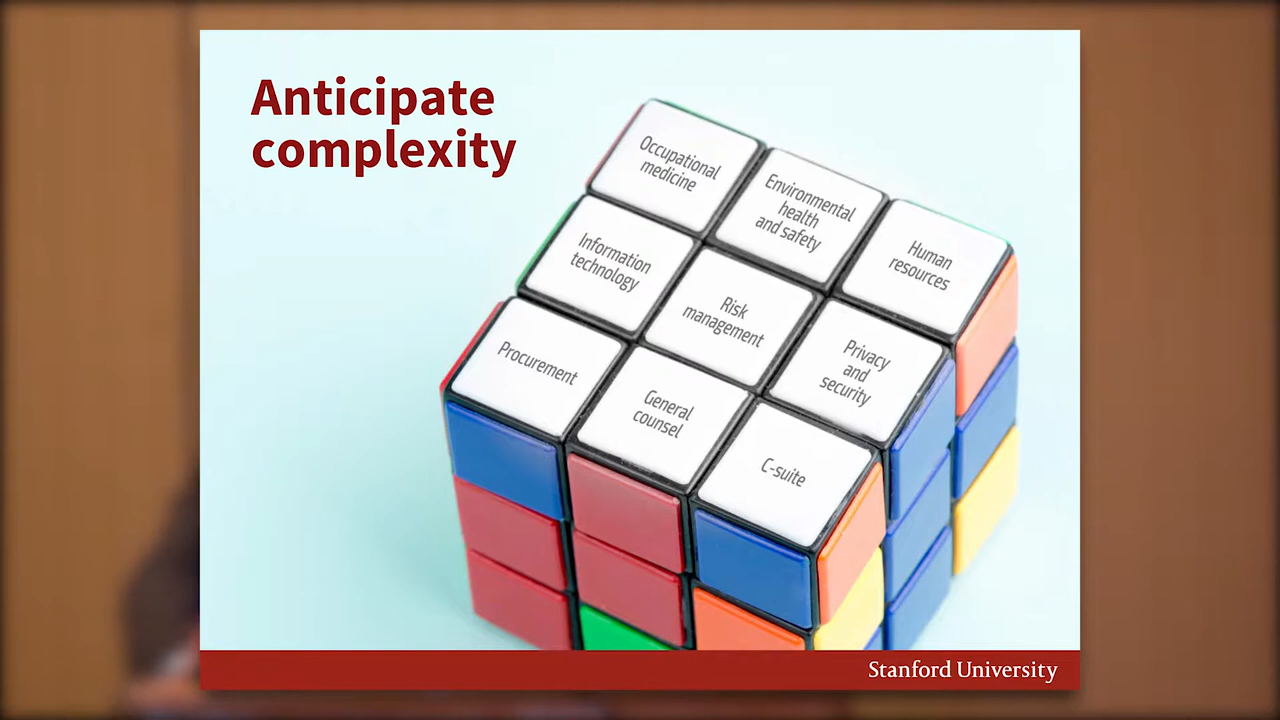 Anticipate
complexity
Occupational
medicine
Environmental
health
and safety
Human
resources
Information
technology
Risk
management
Privacy
and
security
Procurement
General
counsel
C-suite
Stanford University